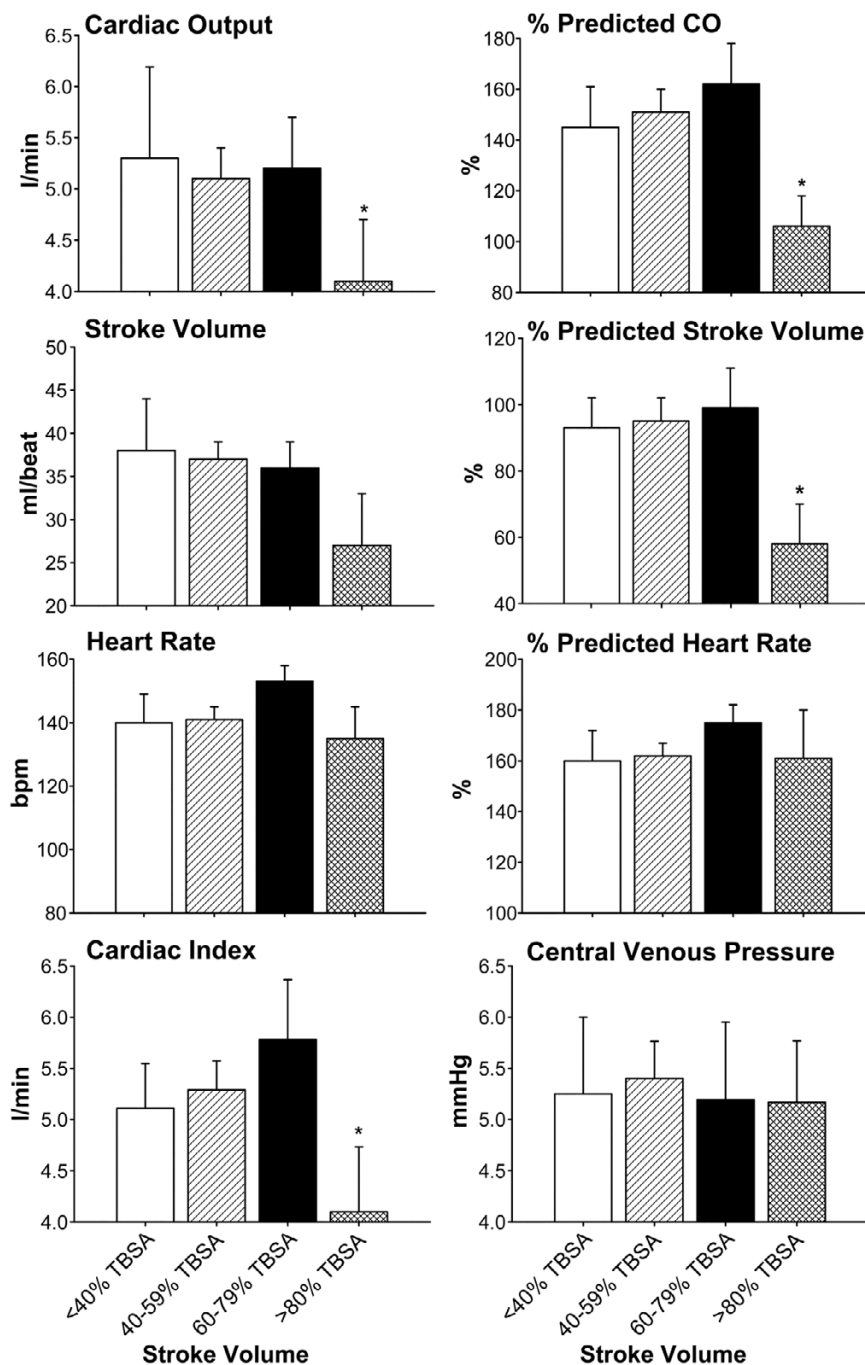 Cardiac Output
6.5
6.0
5.5
5.0
4.5
4.0
l/min
*
% Predicted CO
180
160
140
120
100
80
%
*
Stroke Volume
50
45
40
35
30
25
20
ml/beat
% Predicted Stroke Volume
120
100
80
60
40
%
*
Heart Rate
160
140
120
100
80
bpm
% Predicted Heart Rate
200
180
160
140
120
100
%
Cardiac Index
6.5
6.0
5.5
5.0
4.5
4.0
l/min
*
<40% TBSA
40-59% TBSA
60-79% TBSA
>80% TBSA
Stroke Volume
Central Venous Pressure
6.5
6.0
5.5
5.0
4.5
4.0
mmHg
<40% TBSA
40-59% TBSA
60-79% TBSA
>80% TBSA
Stroke Volume